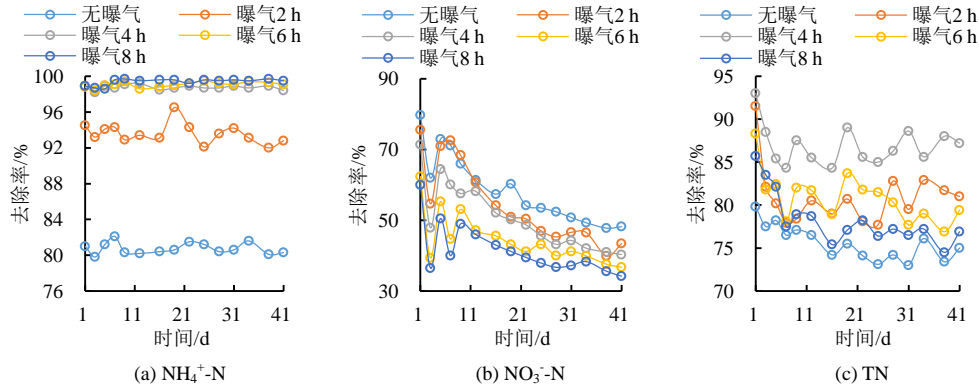 无曝气 曝气2 h
曝气4 h 曝气6 h
曝气8 h
100
96
92
88
84
80
76
去除率/%
1 11 21 31 41
时间/d
(a) NH₄⁺-N
无曝气 曝气2 h
曝气4 h 曝气6 h
曝气8 h
90
70
50
30
去除率/%
1 11 21 31 41
时间/d
(b) NO₃⁻-N
无曝气 曝气2 h
曝气4 h 曝气6 h
曝气8 h
95
90
85
80
75
70
去除率/%
1 11 21 31 41
时间/d
(c) TN